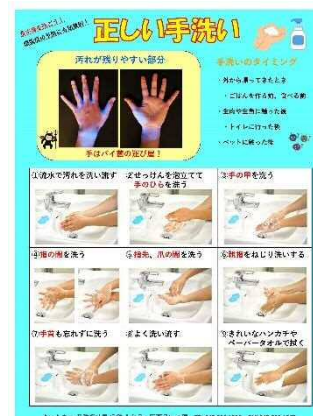 正しい手洗い
汚れが残りやすい部分
手はバイ菌の運び屋！
手洗いのタイミング
・外から帰ってきたとき
・ごはんを作る前、食べる前
・生肉や生魚に触った後
・トイレに行った後
・ペットに触った後
①流水で汚れを洗い流す
②せっけんを泡立てて
手のひらを洗う
③手の甲を洗う
④指の間を洗う
⑤指先、爪の間を洗う
⑥親指をねじり洗いする
⑦手首も忘れずに洗う
⑧よく洗い流す
⑨きれいなハンカチや
ペーパータオルで拭く